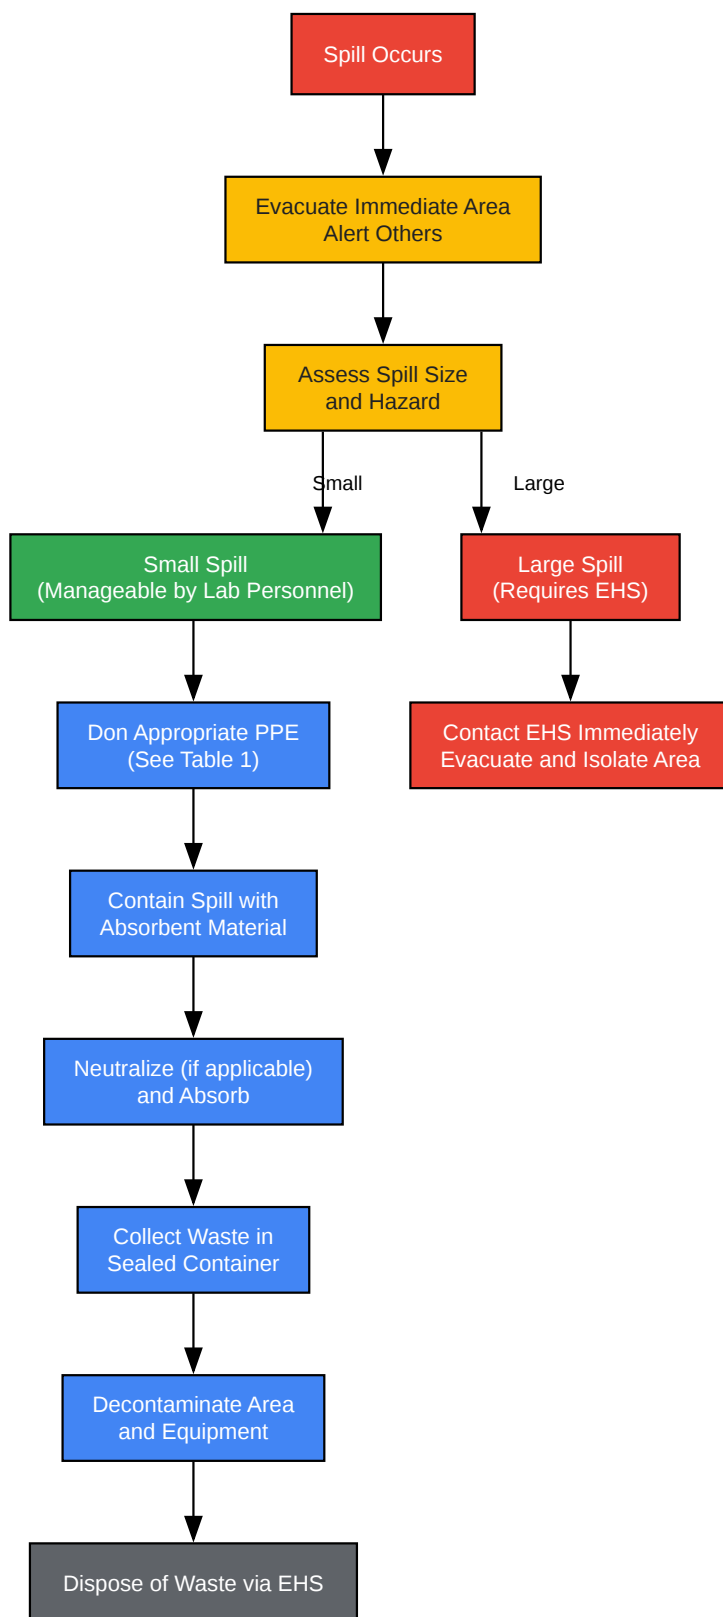 Spill Occurs
Evacuate Immediate Area
Alert Others
Assess Spill Size
and Hazard
Small
Large
Small Spill
(Manageable by Lab Personnel)
Large Spill
(Requires EHS)
Don Appropriate PPE
(See Table 1)
Contact EHS Immediately
Evacuate and Isolate Area
Contain Spill with
Absorbent Material
Neutralize (if applicable)
and Absorb
Collect Waste in
Sealed Container
Decontaminate Area
and Equipment
Dispose of Waste via EHS